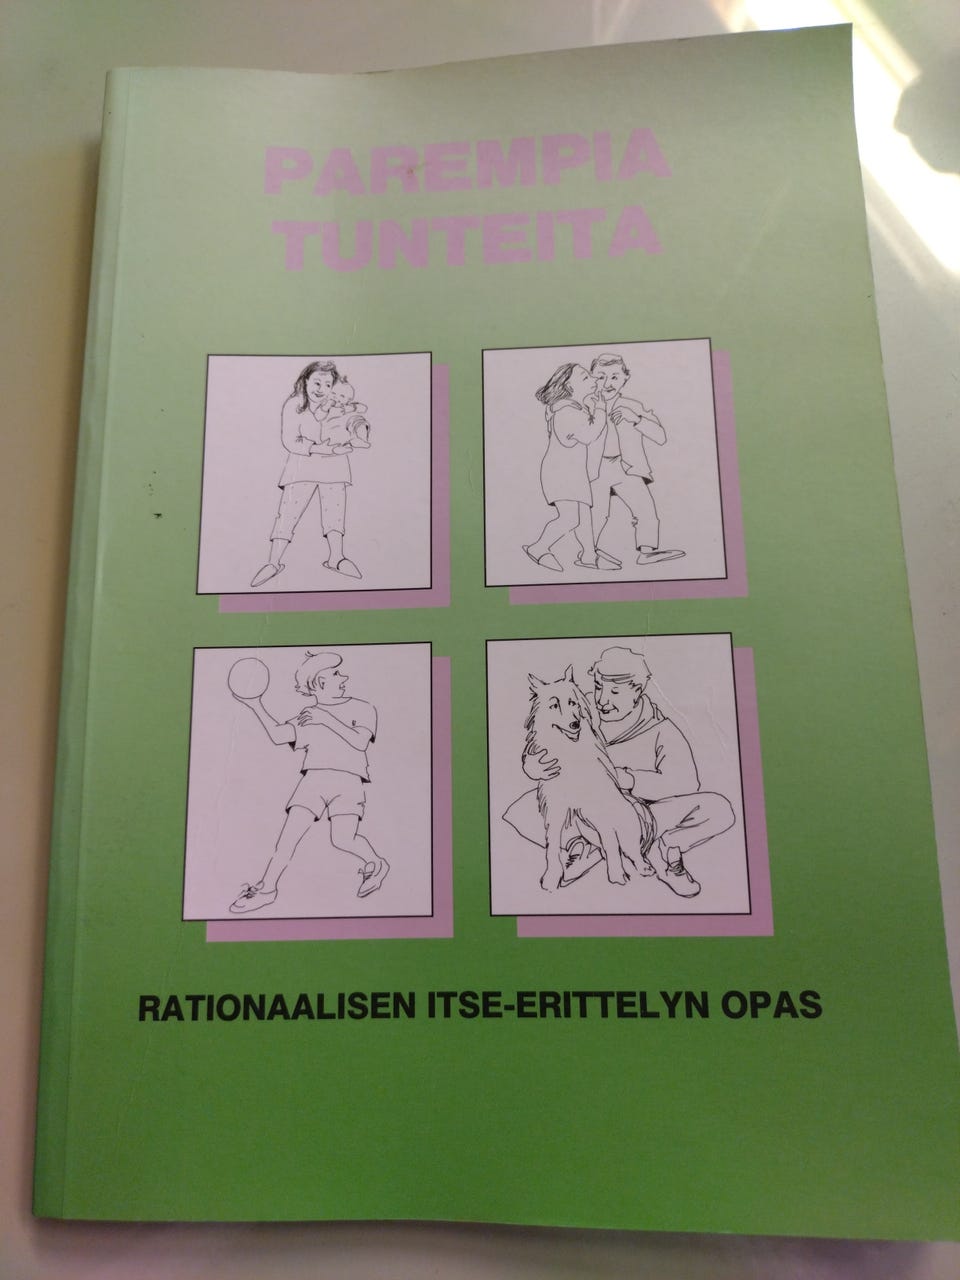 PAREMPIA
TUNTEITA
RATIONAALISEN ITSE-ERITTELYN OPAS